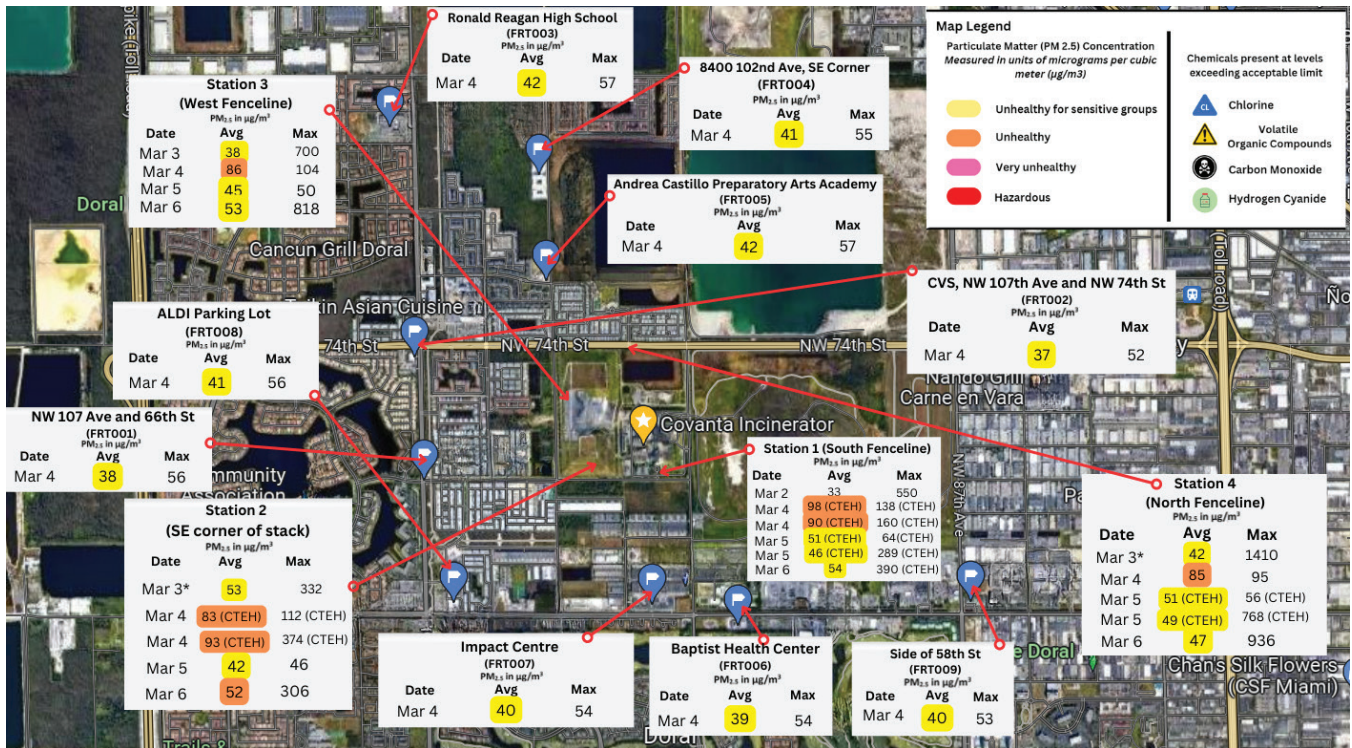 Ronald Reagan High School
(FRT003)
PM2.5 in µg/m³
Date Avg Max
Mar 4 42 57
8400 102nd Ave, SE Corner
(FRT004)
PM2.5 in µg/m³
Date Avg Max
Mar 4 41 55
Map Legend
Particulate Matter (PM 2.5) Concentration
Measured in units of micrograms per cubic
meter (µg/m3)
Unhealthy for sensitive groups
Unhealthy
Very unhealthy
Hazardous
Chemicals present at levels
exceeding acceptable limit
CL Chlorine
Volatile
Organic Compounds
Carbon Monoxide
Hydrogen Cyanide
Station 3
(West Fenceline)
PM2.5 in µg/m³
Date Avg Max
Mar 3 38 700
Mar 4 86 104
Mar 5 45 50
Mar 6 53 818
Andrea Castillo Preparatory Arts Academy
(FRT005)
PM2.5 in µg/m³
Date Avg Max
Mar 4 42 57
Doral
Cancun Grill Doral
CVS, NW 107th Ave and NW 74th St
(FRT002)
PM2.5 in µg/m³
Date Avg Max
Mar 4 37 52
Asian Cuisine
ALDI Parking Lot
(FRT008)
PM2.5 in µg/m³
Date Avg Max
Mar 4 41 56
74th St
NW 74th St
NW 74th St
Nando Grill
Carne en Vara
Covanta Incinerator
NW 107 Ave and 66th St
(FRT001)
PM2.5 in µg/m³
Date Avg Max
Mar 4 38 56
Association
Station 1 (South Fenceline)
PM2.5 in µg/m³
Date Avg Max
Mar 2 33 550
Mar 4 98 (CTEH) 138 (CTEH)
Mar 4 90 (CTEH) 160 (CTEH)
Mar 5 51 (CTEH) 64(CTEH)
Mar 5 46 (CTEH) 289 (CTEH)
Mar 6 54 390 (CTEH)
NW 87th Ave
(Toll road)
Station 4
(North Fenceline)
PM2.5 in µg/m³
Date Avg Max
Mar 3* 42 1410
Mar 4 85 95
Mar 5 51 (CTEH) 56 (CTEH)
Mar 5 49 (CTEH) 768 (CTEH)
Mar 6 47 936
Station 2
(SE corner of stack)
PM2.5 in µg/m³
Date Avg Max
Mar 3* 53 332
Mar 4 83 (CTEH) 112 (CTEH)
Mar 4 93 (CTEH) 374 (CTEH)
Mar 5 42 46
Mar 6 52 306
Impact Centre
(FRT007)
PM2.5 in µg/m³
Date Avg Max
Mar 4 40 54
Baptist Health Center
(FRT006)
PM2.5 in µg/m³
Date Avg Max
Mar 4 39 54
Side of 58th St
(FRT009)
PM2.5 in µg/m³
Date Avg Max
Mar 4 40 53
Doral
Chan's Silk Flowers
(CSF Miami)
Doral
Trails &